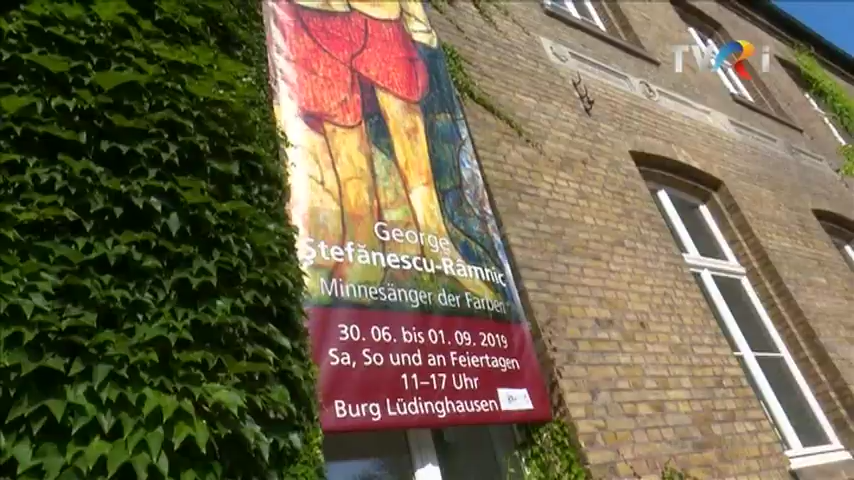 TVR i
George
Ștefănescu-Râmnic
Minnesänger der Farben
30. 06. bis 01. 09. 2019
Sa, So und an Feiertagen
11–17 Uhr
Burg Lüdinghausen